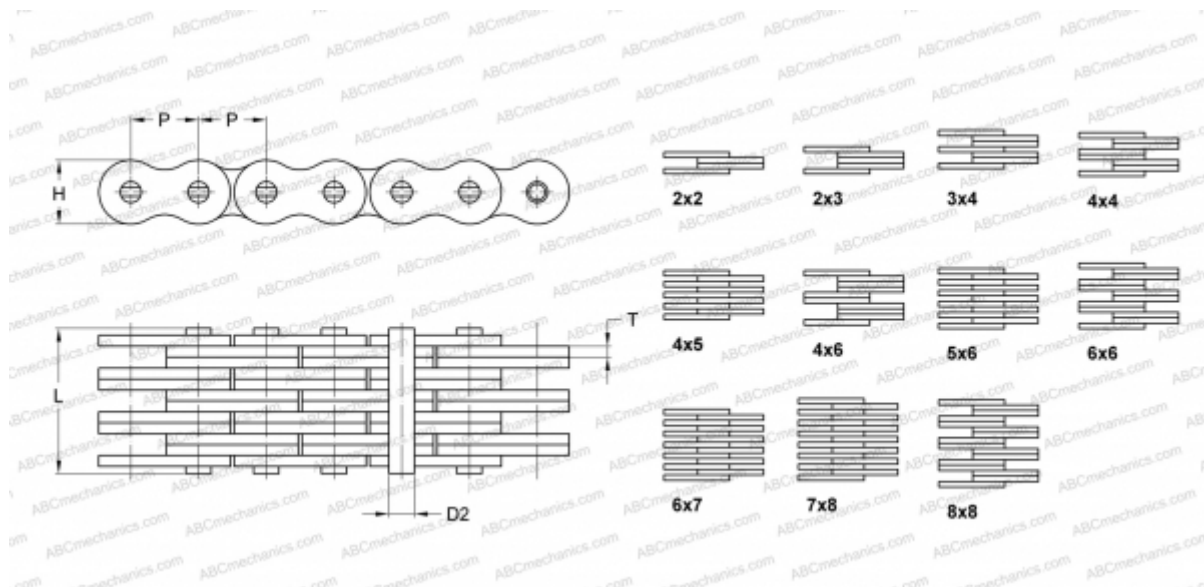 P P
H
2x2 2x3 3x4 4x4
T
4x5 4x6 5x6 6x6
L
D2
6x7 7x8 8x8
ABCmechanics.com